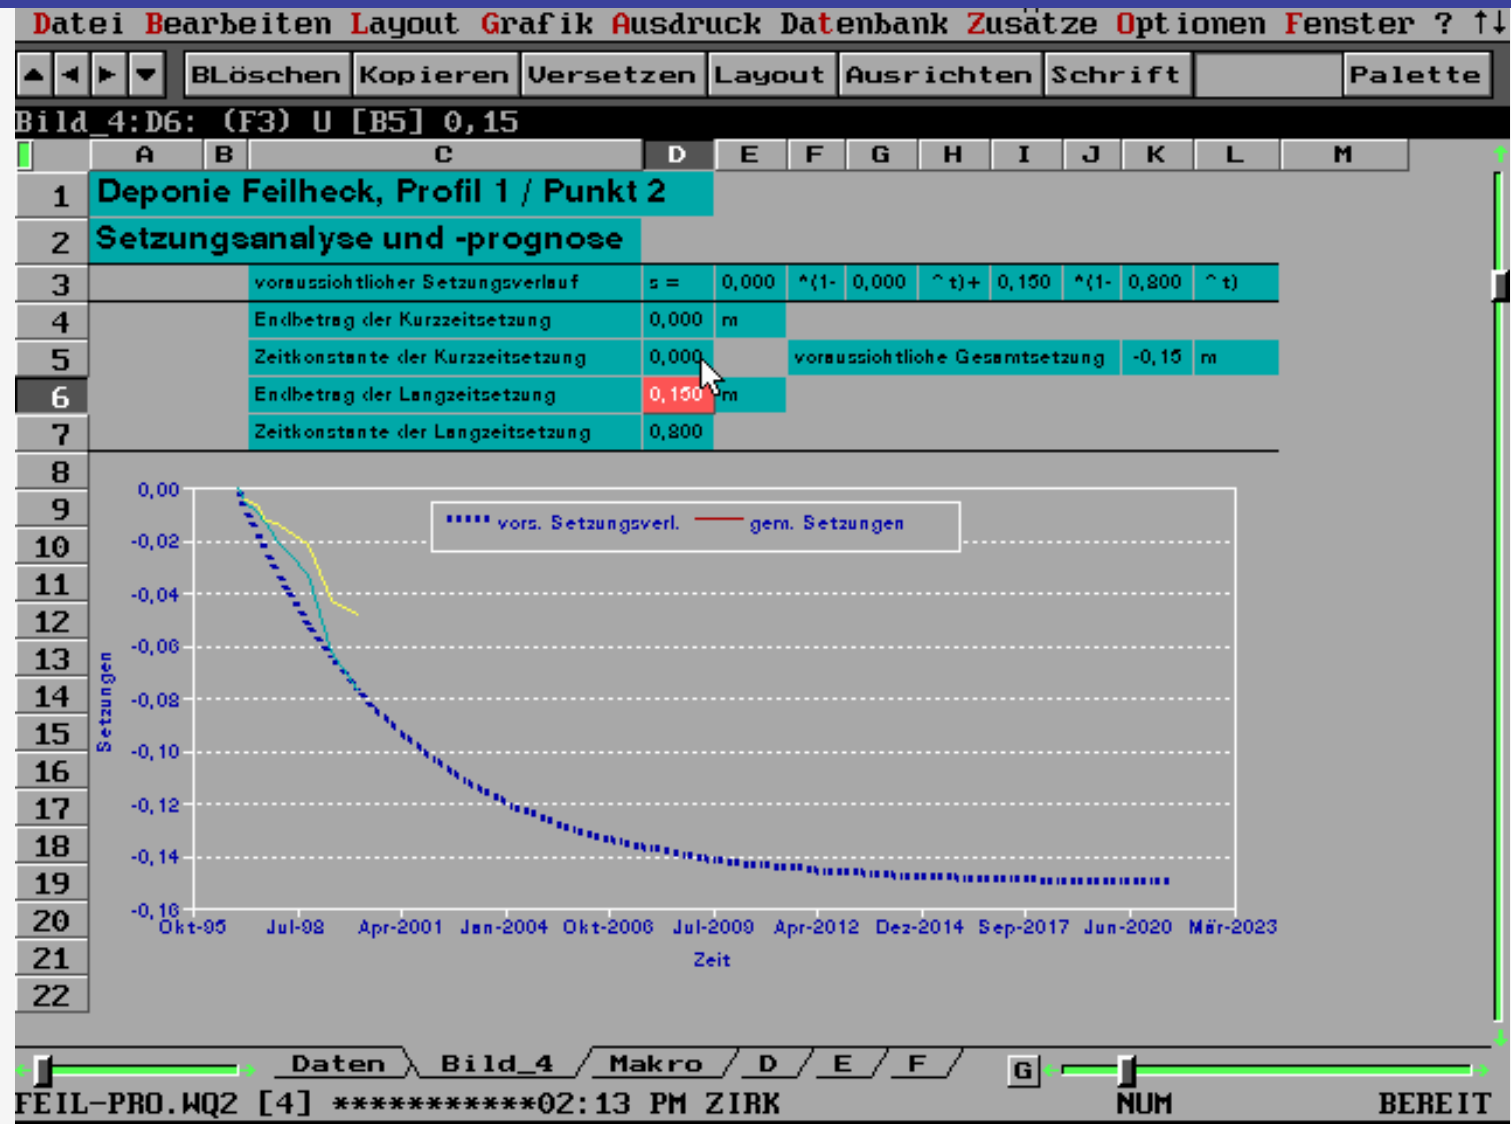 Datei Bearbeiten Layout Grafik Ausdruck Datenbank Zusätze Optionen Fenster ? ↑↓
BLöschen Kopieren Versetzen Layout Ausrichten Schrift Palette
Bild_4:D6: (F3) U [B5] 0,15
A B C D E F G H I J K L M
1 Deponie Feilheck, Profil 1 / Punkt 2
2 Setzungsanalyse und -prognose
3 voraussichtlicher Setzungsverlauf s = 0,000 *(1- 0,000 ^ t)+ 0,150 *(1- 0,800 ^ t)
4 Endbetrag der Kurzzeitsetzung 0,000 m
5 Zeitkonstante der Kurzzeitsetzung 0,000 voraussichtliche Gesamtsetzung -0,15 m
6 Endbetrag der Langzeitsetzung 0,150 m
7 Zeitkonstante der Langzeitsetzung 0,800
8
9
10
11
12
13
14
15
16
17
18
19
20
21
22
vors. Setzungsverl. gem. Setzungen
0,00
-0,02
-0,04
-0,06
-0,08
-0,10
-0,12
-0,14
-0,16
Setzungen
Okt-95 Jul-98 Apr-2001 Jan-2004 Okt-2006 Jul-2009 Apr-2012 Dez-2014 Sep-2017 Jun-2020 Mär-2023
Zeit
Daten Bild_4 Makro D E F G
FEIL-PRO.WQ2 [4] ***********02:13 PM ZIRK NUM BEREIT